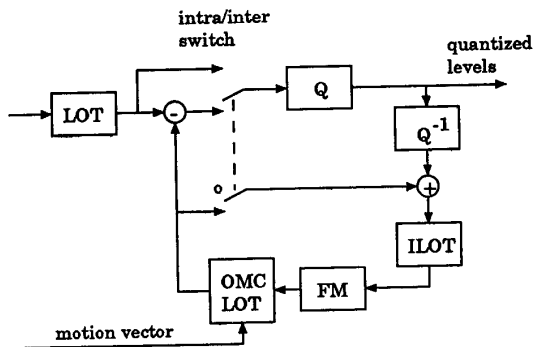 intra/inter
switch
quantized
levels
LOT
-
Q
Q-1
o
+
ILOT
OMC
LOT
FM
motion vector